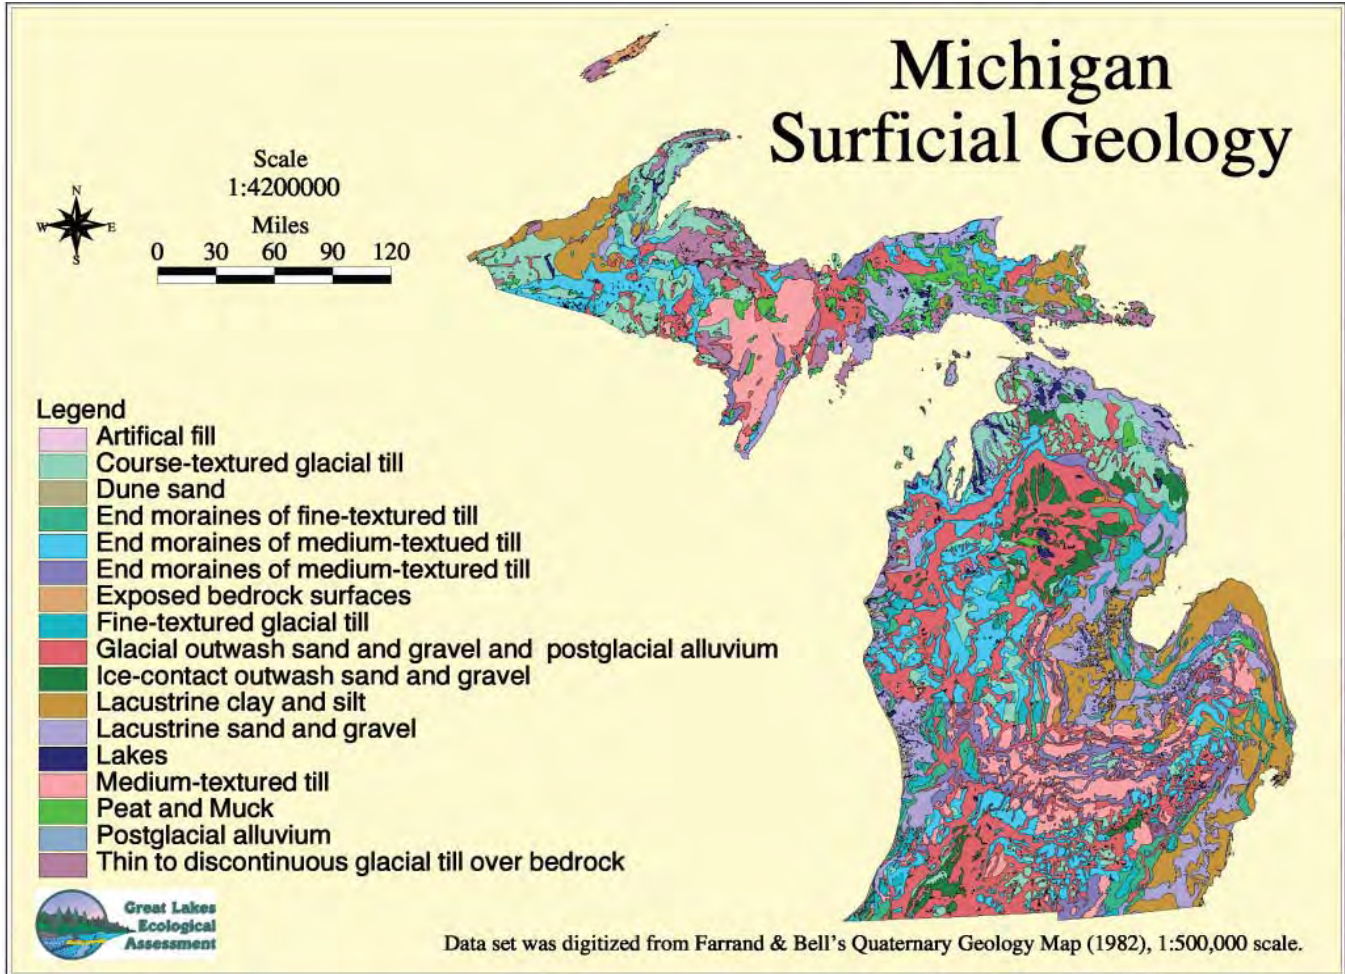 Michigan
Surficial Geology
Scale
1:4200000
Miles
0 30 60 90 120
N
W E
S
Legend
Artifical fill
Course-textured glacial till
Dune sand
End moraines of fine-textured till
End moraines of medium-textued till
End moraines of medium-textured till
Exposed bedrock surfaces
Fine-textured glacial till
Glacial outwash sand and gravel and postglacial alluvium
Ice-contact outwash sand and gravel
Lacustrine clay and silt
Lacustrine sand and gravel
Lakes
Medium-textured till
Peat and Muck
Postglacial alluvium
Thin to discontinuous glacial till over bedrock
Great Lakes
Ecological
Assessment
Data set was digitized from Farrand & Bell's Quaternary Geology Map (1982), 1:500,000 scale.